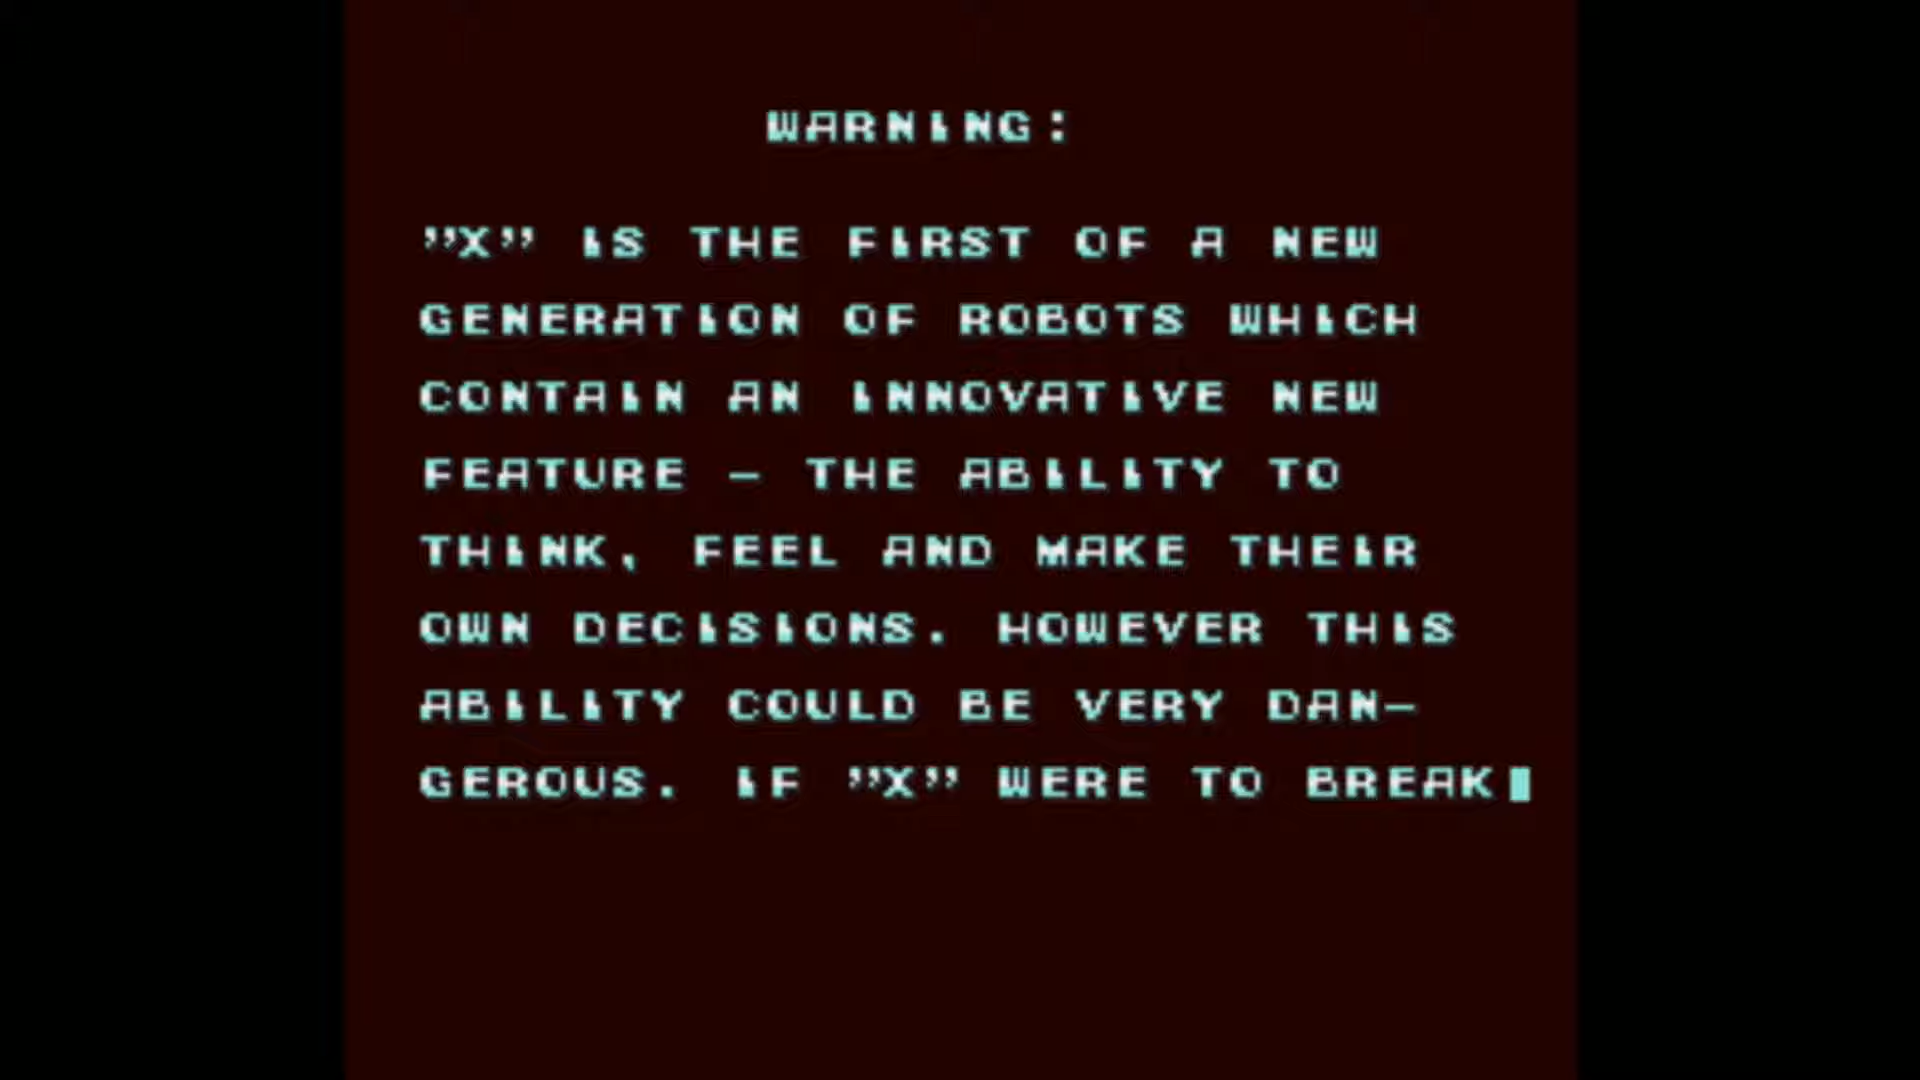 WARNING:
"X" IS THE FIRST OF A NEW
GENERATION OF ROBOTS WHICH
CONTAIN AN INNOVATIVE NEW
FEATURE – THE ABILITY TO
THINK, FEEL AND MAKE THEIR
OWN DECISIONS. HOWEVER THIS
ABILITY COULD BE VERY DAN–
GEROUS. IF "X" WERE TO BREAK